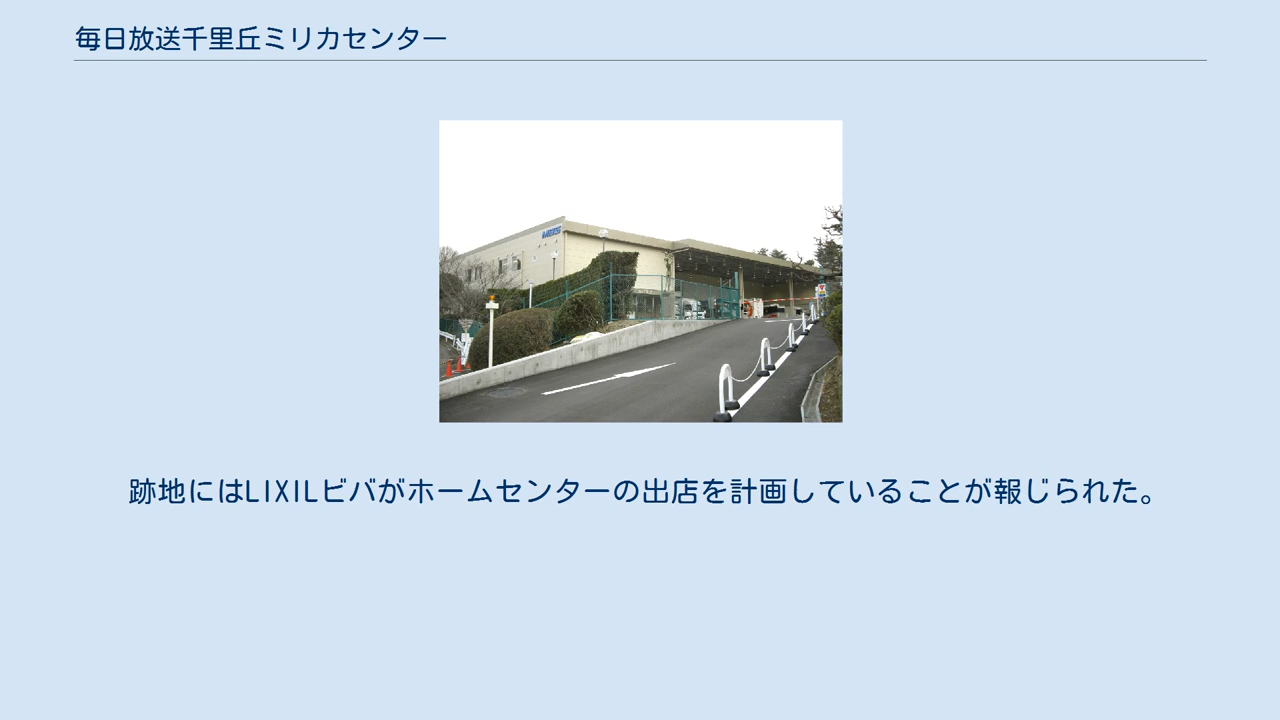 毎日放送千里丘ミリカセンター
跡地にはLIXILビバがホームセンターの出店を計画していることが報じられた。